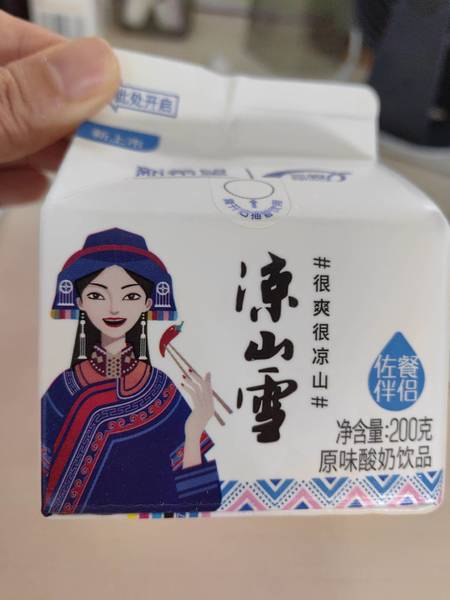 此处开启
新上市
凉山雪
#很爽很凉山#
佐餐
伴侣
净含量:200克
原味酸奶饮品